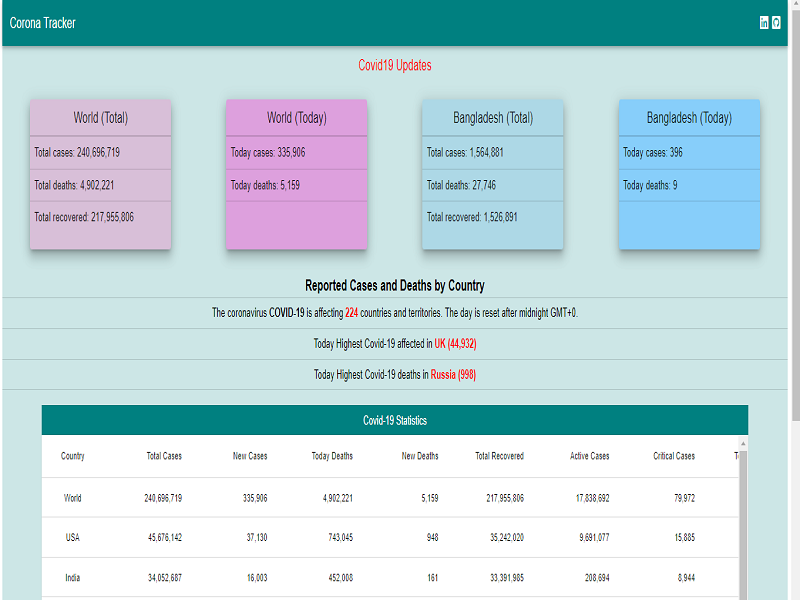 Corona Tracker
in
Covid19 Updates
World (Total)
Total cases: 240,696,719
Total deaths: 4,902,221
Total recovered: 217,955,806
World (Today)
Today cases: 335,906
Today deaths: 5,159
Bangladesh (Total)
Total cases: 1,564,881
Total deaths: 27,746
Total recovered: 1,526,891
Bangladesh (Today)
Today cases: 396
Today deaths: 9
Reported Cases and Deaths by Country
The coronavirus COVID-19 is affecting 224 countries and territories. The day is reset after midnight GMT+0.
Today Highest Covid-19 affected in UK (44,932)
Today Highest Covid-19 deaths in Russia (998)
Covid-19 Statistics
Country Total Cases New Cases Today Deaths New Deaths Total Recovered Active Cases Critical Cases
World 240,696,719 335,906 4,902,221 5,159 217,955,806 17,838,692 79,972
USA 45,676,142 37,130 743,045 948 35,242,020 9,691,077 15,885
India 34,052,687 16,003 452,008 161 33,391,985 208,694 8,944